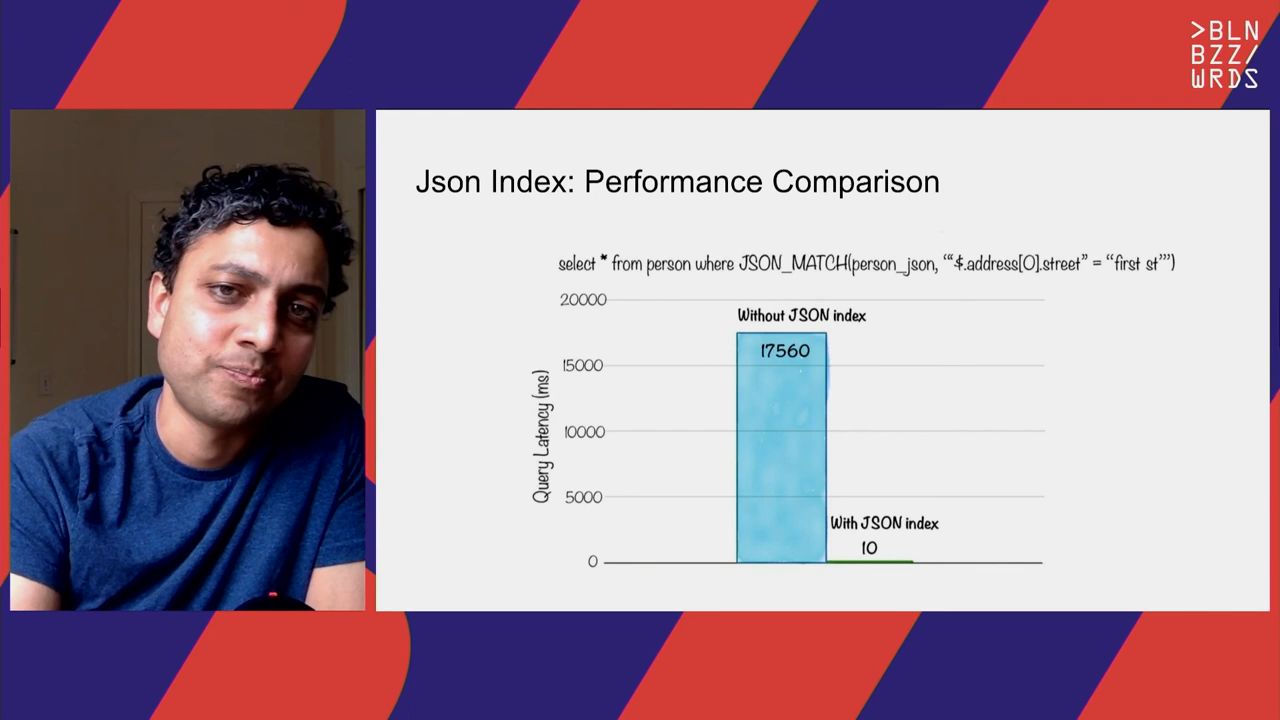 >BLN
BZZ/
WRDS
Json Index: Performance Comparison
select * from person where JSON_MATCH(person_json, ‘“$.address[0].street” = “first st”’)
20000
Without JSON index
17560
15000
10000
Query Latency (ms)
5000
With JSON index
10
0